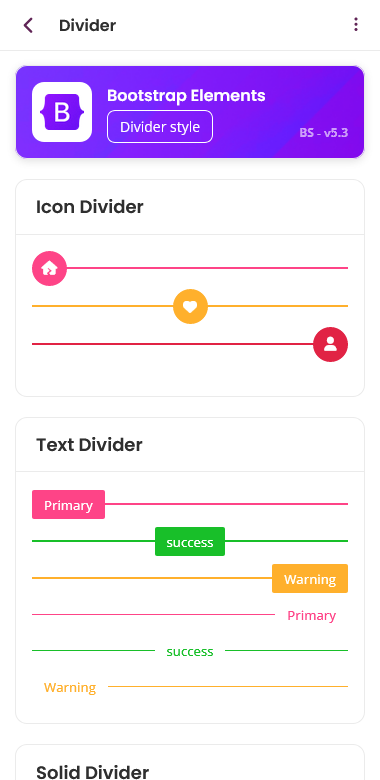 Divider
B
Bootstrap Elements
Divider style
BS - v5.3
Icon Divider
Text Divider
Primary
success
Warning
Primary
success
Warning
Solid Divider